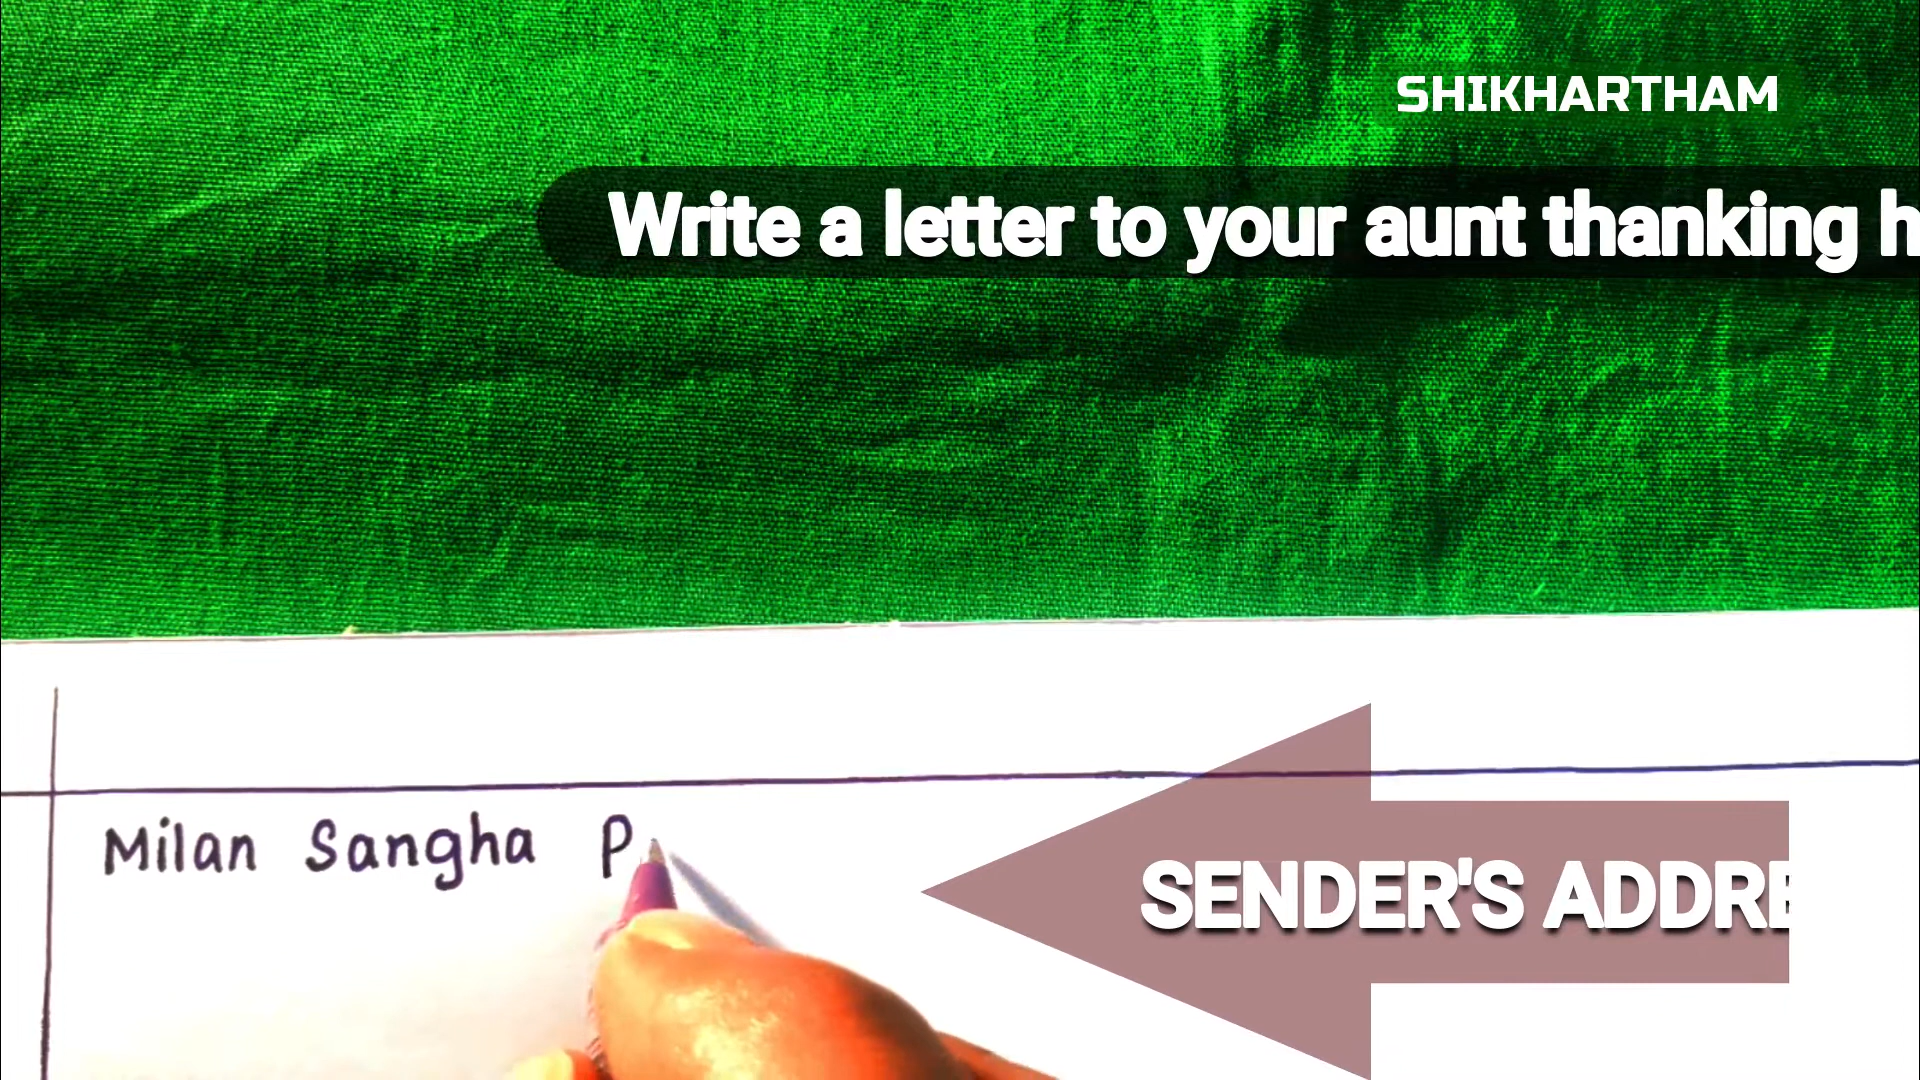 SHIKHARTHAM
Write a letter to your aunt thanking h
Milan Sangha P
SENDER'S ADDRE